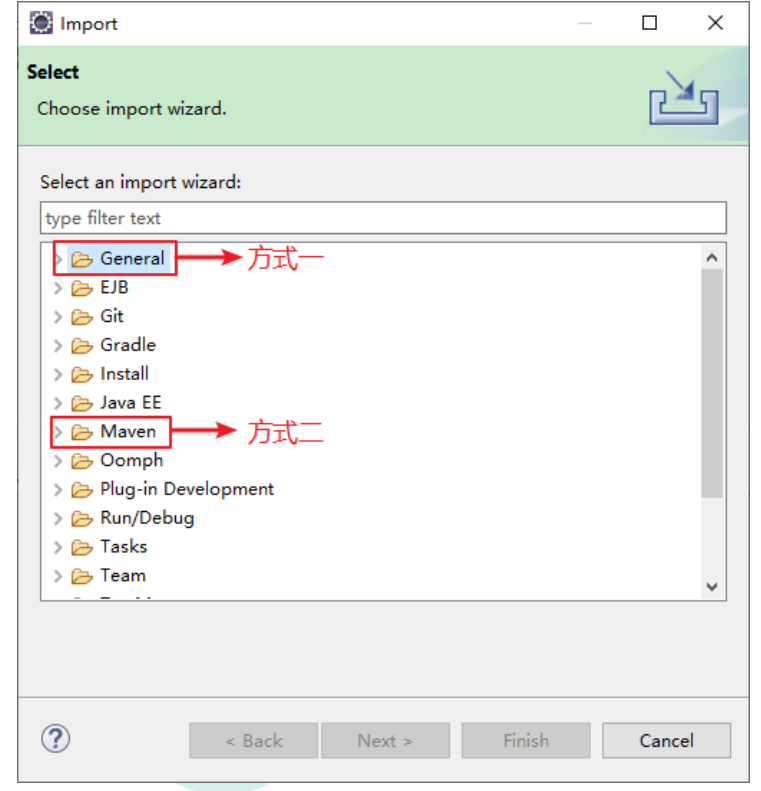 Import
Select
Choose import wizard.
Select an import wizard:
type filter text
General 方式一
EJB
Git
Gradle
Install
Java EE
Maven 方式二
Oomph
Plug-in Development
Run/Debug
Tasks
Team
< Back Next > Finish Cancel